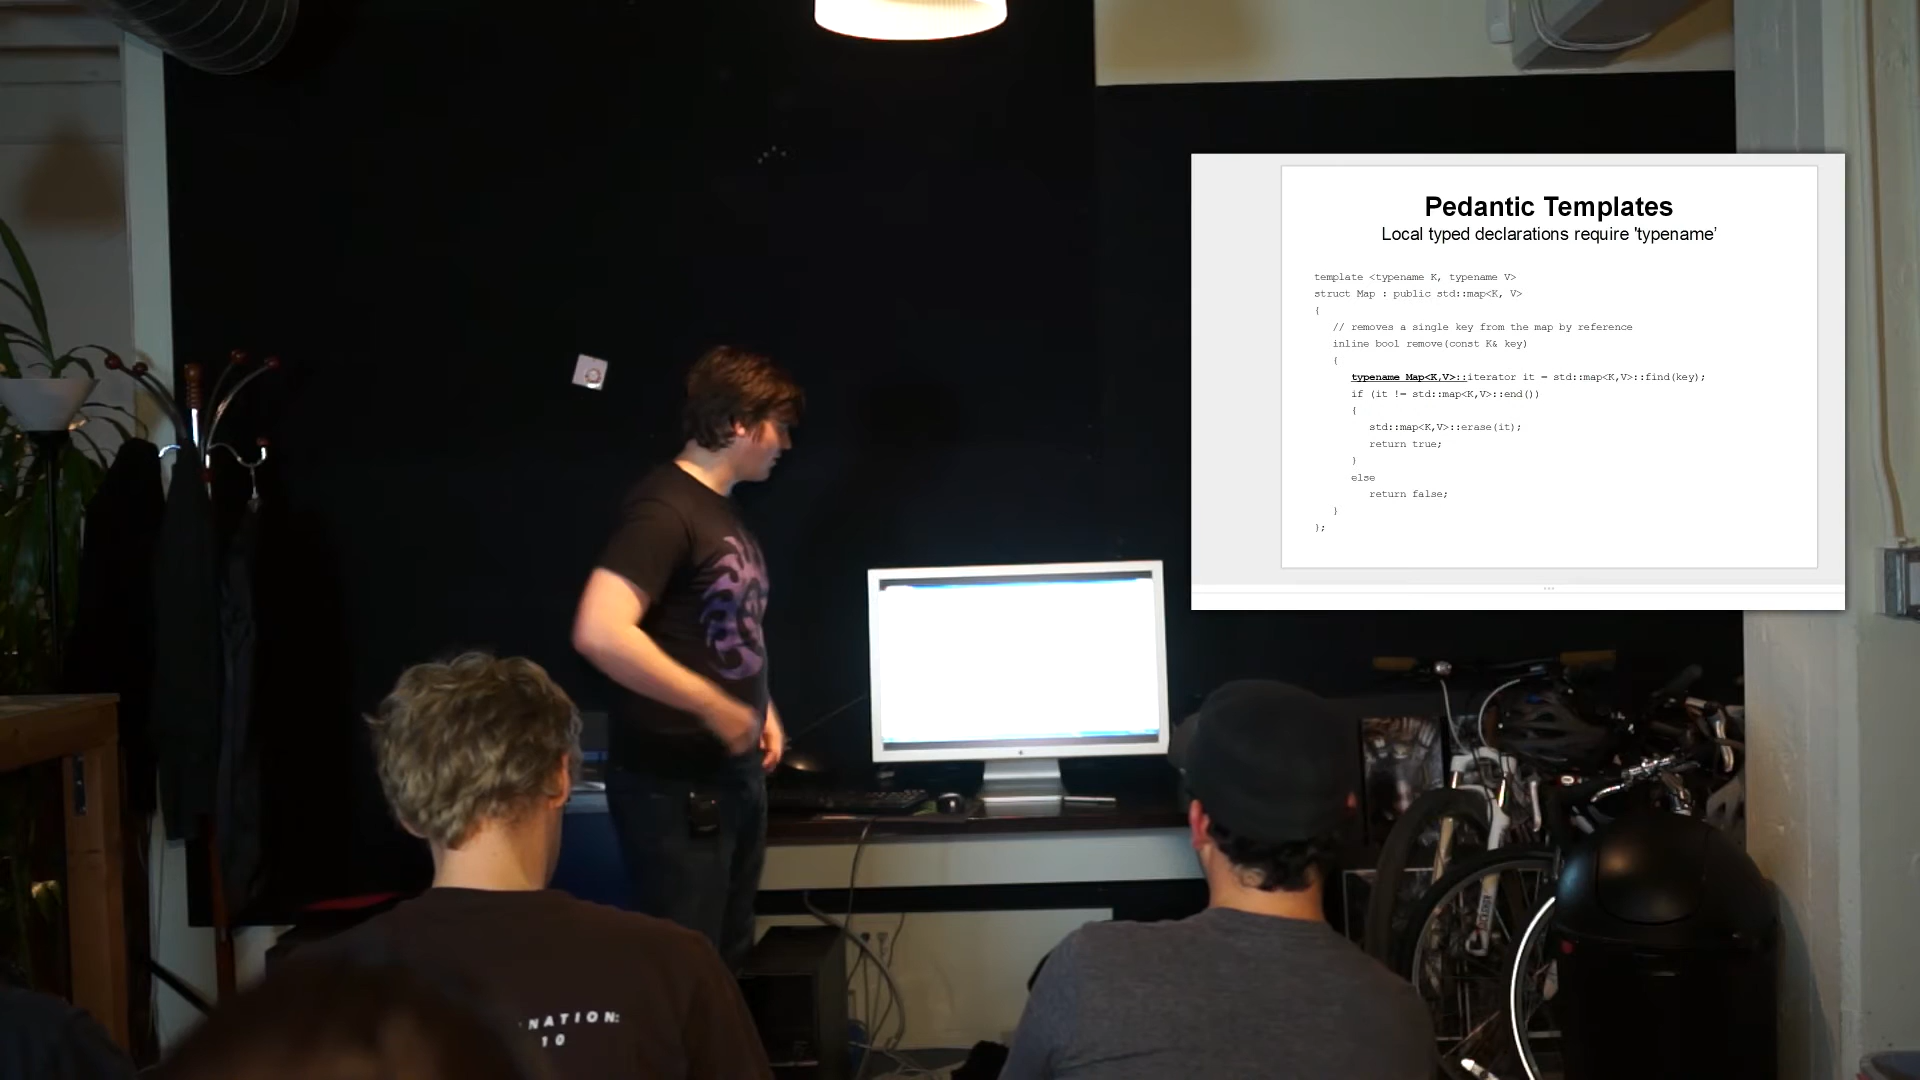 Pedantic Templates
Local typed declarations require 'typename’
template <typename K, typename V>
struct Map : public std::map<K, V>
{
// removes a single key from the map by reference
inline bool remove(const K& key)
{
typename Map<K,V>::iterator it = std::map<K,V>::find(key);
if (it != std::map<K,V>::end())
{
std::map<K,V>::erase(it);
return true;
}
else
return false;
}
};
NATION:
10